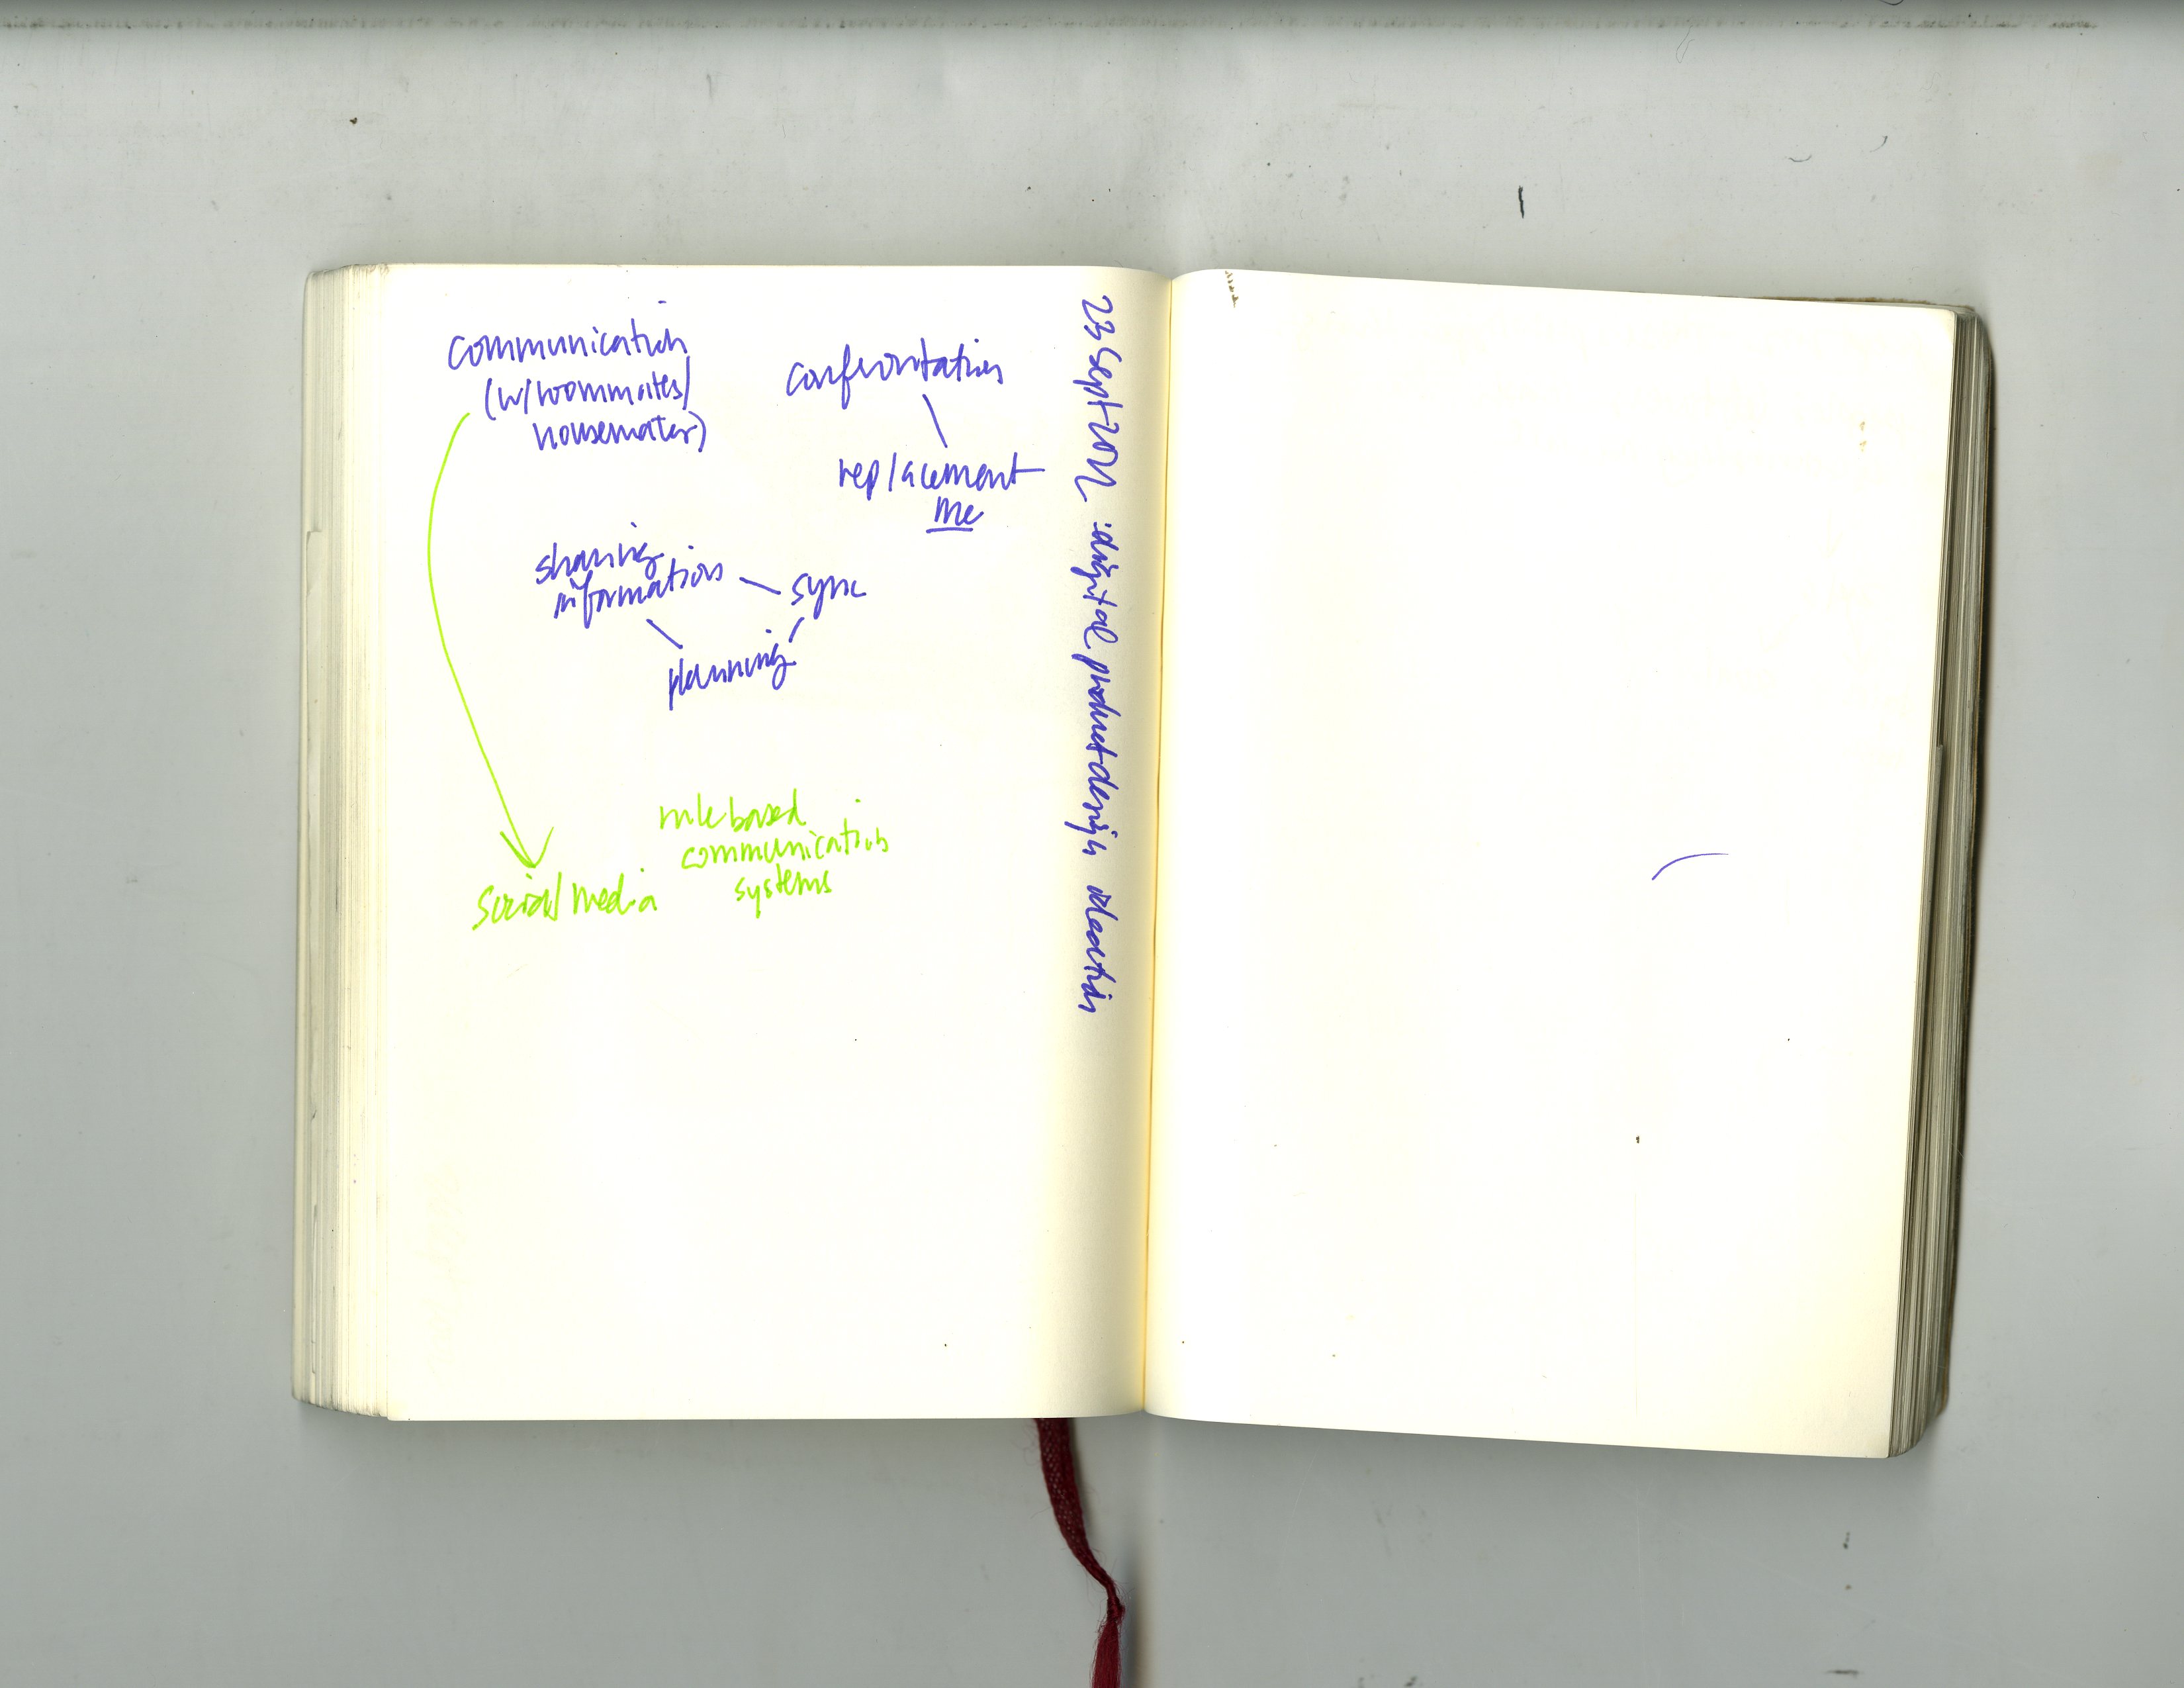 communication
(w/roommates/
housemates)
confrontation
replacement
me
sharing
information
sync
planning
rule based
communication
systems
social media
23 Sept : digital product design ideation